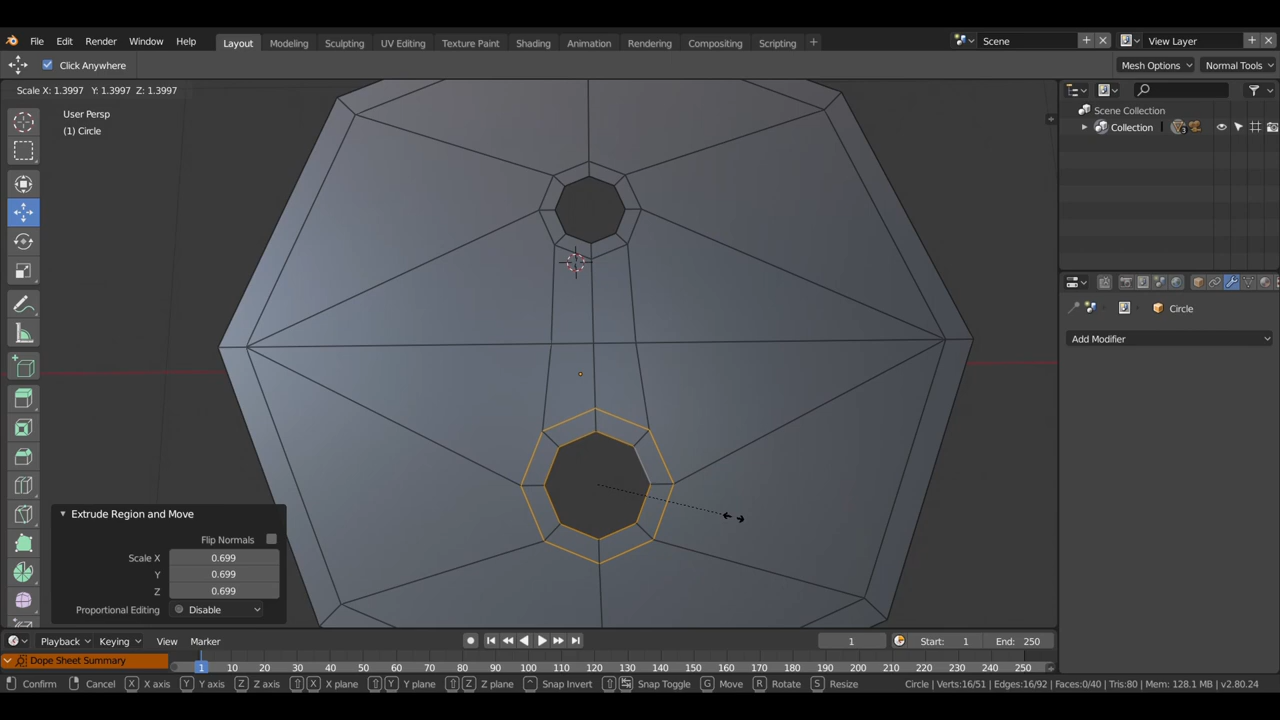 File Edit Render Window Help Layout Modeling Sculpting UV Editing Texture Paint Shading Animation Rendering Compositing Scripting + Scene View Layer
Click Anywhere Mesh Options Normal Tools
Scale X: 1.3997 Y: 1.3997 Z: 1.3997
User Persp
(1) Circle
Scene Collection
Collection 3
Circle
Add Modifier
Extrude Region and Move
Flip Normals
Scale X 0.699
Y 0.699
Z 0.699
Proportional Editing Disable
Playback Keying View Marker 1 Start: 1 End: 250
Dope Sheet Summary 1 10 20 30 40 50 60 70 80 90 100 110 120 130 140 150 160 170 180 190 200 210 220 230 240 250
Confirm Cancel X X axis Y Y axis Z Z axis X X plane Y Y plane Z Z plane Snap Invert Snap Toggle G Move R Rotate S Resize Circle | Verts:16/51 | Edges:16/92 | Faces:0/40 | Tris:80 | Mem: 128.1 MB | v2.80.24